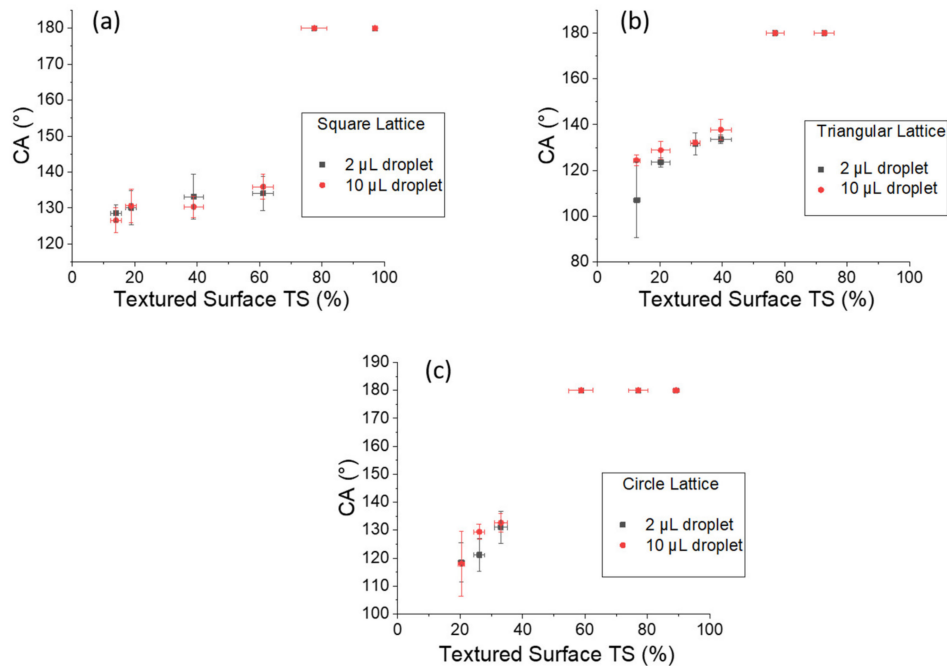 (a)
180
170
160
150
140
130
120
CA (°)
0 20 40 60 80 100
Textured Surface TS (%)
Square Lattice
2 µL droplet
10 µL droplet
(b)
180
160
140
120
100
80
CA (°)
0 20 40 60 80 100
Textured Surface TS (%)
Triangular Lattice
2 µL droplet
10 µL droplet
(c)
190
180
170
160
150
140
130
120
110
100
CA (°)
0 20 40 60 80 100
Textured Surface TS (%)
Circle Lattice
2 µL droplet
10 µL droplet